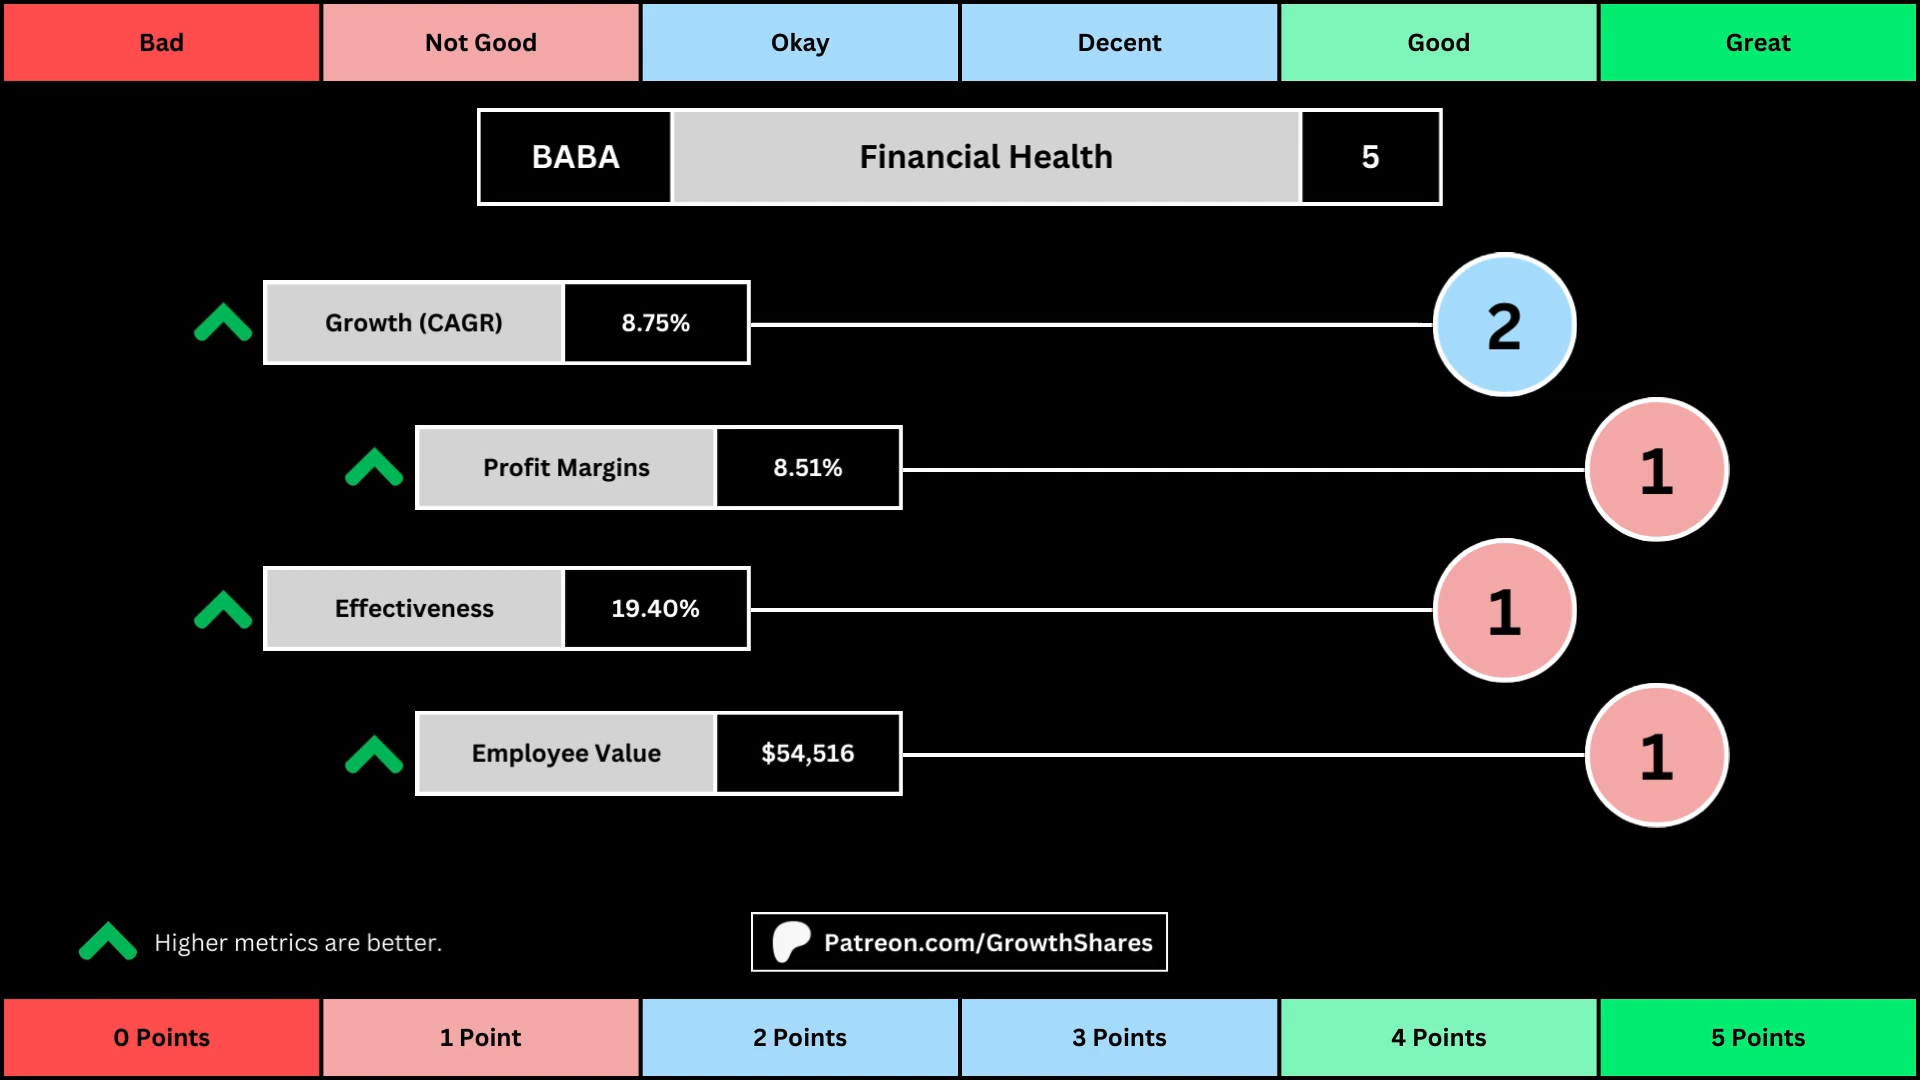 Bad
Not Good
Okay
Decent
Good
Great
BABA
Financial Health
5
Growth (CAGR)
8.75%
2
Profit Margins
8.51%
1
Effectiveness
19.40%
1
Employee Value
$54,516
1
Higher metrics are better.
Patreon.com/GrowthShares
0 Points
1 Point
2 Points
3 Points
4 Points
5 Points